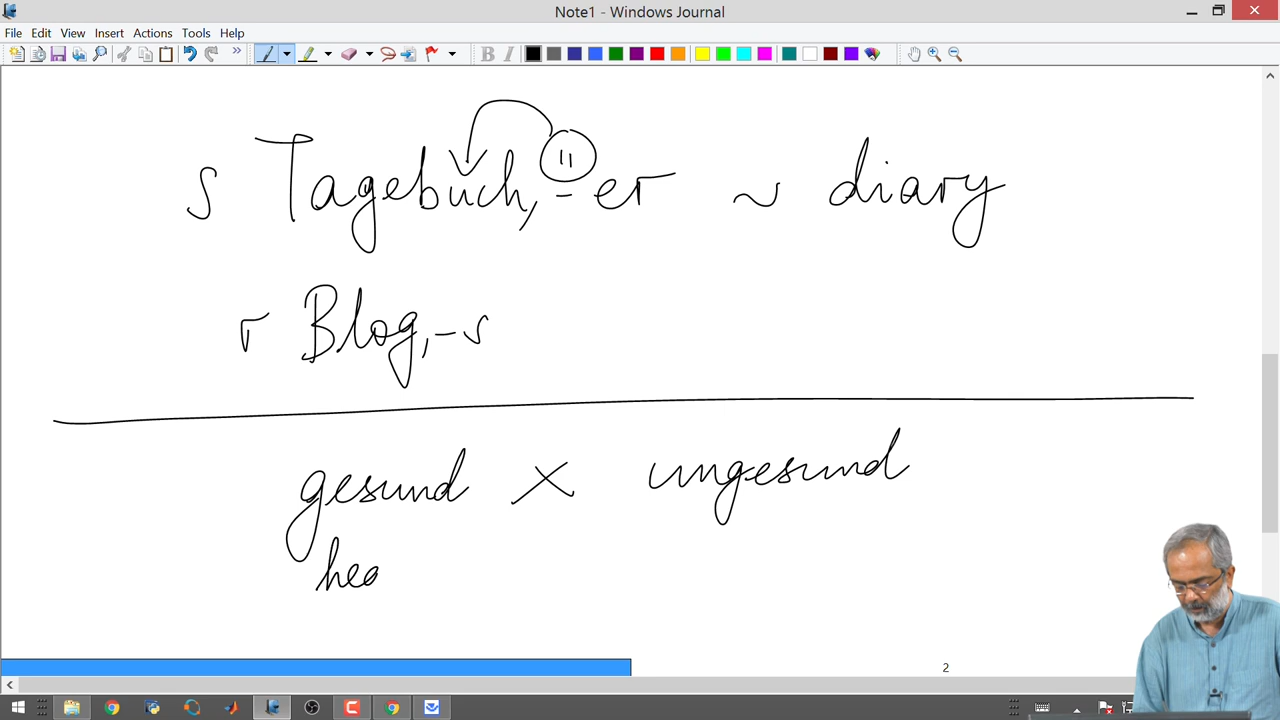 Note1 - Windows Journal
File Edit View Insert Actions Tools Help
s Tagebuch, ⸚er ~ diary
r Blog, -s
gesund X ungesund
hea
2